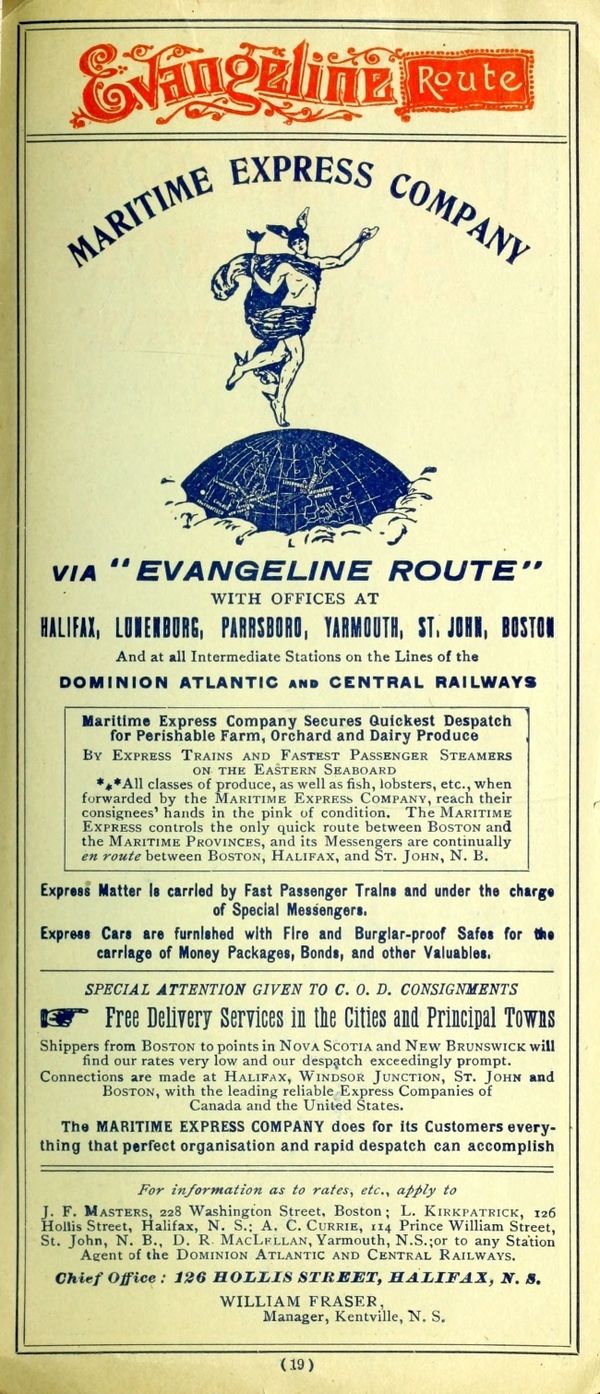 Evangeline Route
MARITIME EXPRESS COMPANY
VIA "EVANGELINE ROUTE"
WITH OFFICES AT
HALIFAX, LUNENBURG, PARRSBORO, YARMOUTH, ST. JOHN, BOSTON
And at all Intermediate Stations on the Lines of the
DOMINION ATLANTIC AND CENTRAL RAILWAYS
Maritime Express Company Secures Quickest Despatch
for Perishable Farm, Orchard and Dairy Produce
BY EXPRESS TRAINS AND FASTEST PASSENGER STEAMERS
ON THE EASTERN SEABOARD
***All classes of produce, as well as fish, lobsters, etc., when
forwarded by the MARITIME EXPRESS COMPANY, reach their
consignees' hands in the pink of condition. The MARITIME
EXPRESS controls the only quick route between BOSTON and
the MARITIME PROVINCES, and its Messengers are continually
en route between BOSTON, HALIFAX, and ST. JOHN, N. B.
Express Matter is carried by Fast Passenger Trains and under the charge
of Special Messengers.
Express Cars are furnished with Fire and Burglar-proof Safes for the
carriage of Money Packages, Bonds, and other Valuables.
SPECIAL ATTENTION GIVEN TO C. O. D. CONSIGNMENTS
Free Delivery Services in the Cities and Principal Towns
Shippers from BOSTON to points in NOVA SCOTIA and NEW BRUNSWICK will
find our rates very low and our despatch exceedingly prompt.
Connections are made at HALIFAX, WINDSOR JUNCTION, ST. JOHN and
BOSTON, with the leading reliable Express Companies of
Canada and the United States.
The MARITIME EXPRESS COMPANY does for its Customers every-
thing that perfect organisation and rapid despatch can accomplish
For information as to rates, etc., apply to
J. F. MASTERS, 228 Washington Street, Boston; L. KIRKPATRICK, 126
Hollis Street, Halifax, N. S.; A. C. CURRIE, 114 Prince William Street,
St. John, N. B., D. R. MACLELLAN, Yarmouth, N.S.;or to any Station
Agent of the DOMINION ATLANTIC AND CENTRAL RAILWAYS.
Chief Office: 126 HOLLIS STREET, HALIFAX, N. S.
WILLIAM FRASER,
Manager, Kentville, N. S.
(19)